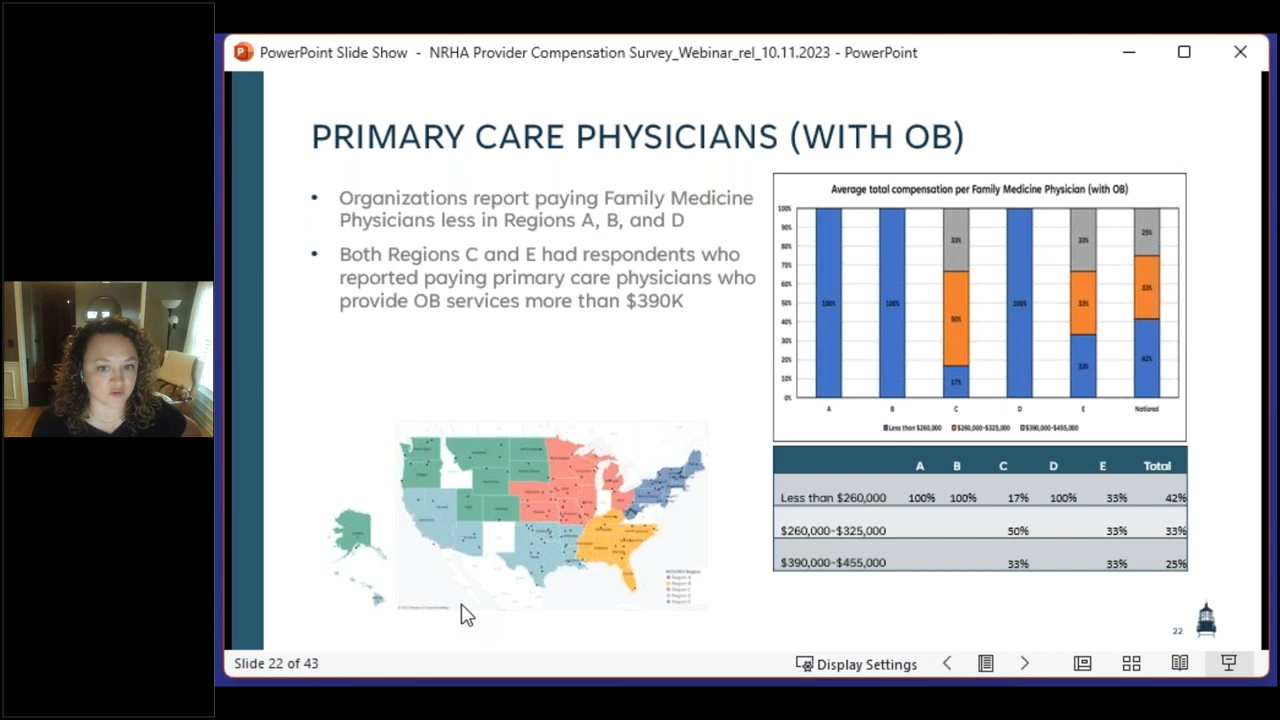 PowerPoint Slide Show - NRHA Provider Compensation Survey_Webinar_rel_10.11.2023 - PowerPoint
PRIMARY CARE PHYSICIANS (WITH OB)
• Organizations report paying Family Medicine
Physicians less in Regions A, B, and D
• Both Regions C and E had respondents who
reported paying primary care physicians who
provide OB services more than $390K
Average total compensation per Family Medicine Physician (with OB)
100%
90%
80%
70%
60%
50%
40%
30%
20%
10%
0%
100% 100% 17% 50% 33% 100% 33% 33% 33% 42% 33% 25%
A B C D E National
Less than $260,000 $260,000-$325,000 $390,000-$455,000
A B C D E Total
Less than $260,000 100% 100% 17% 100% 33% 42%
$260,000-$325,000 50% 33% 33%
$390,000-$455,000 33% 33% 25%
22
Slide 22 of 43
Display Settings